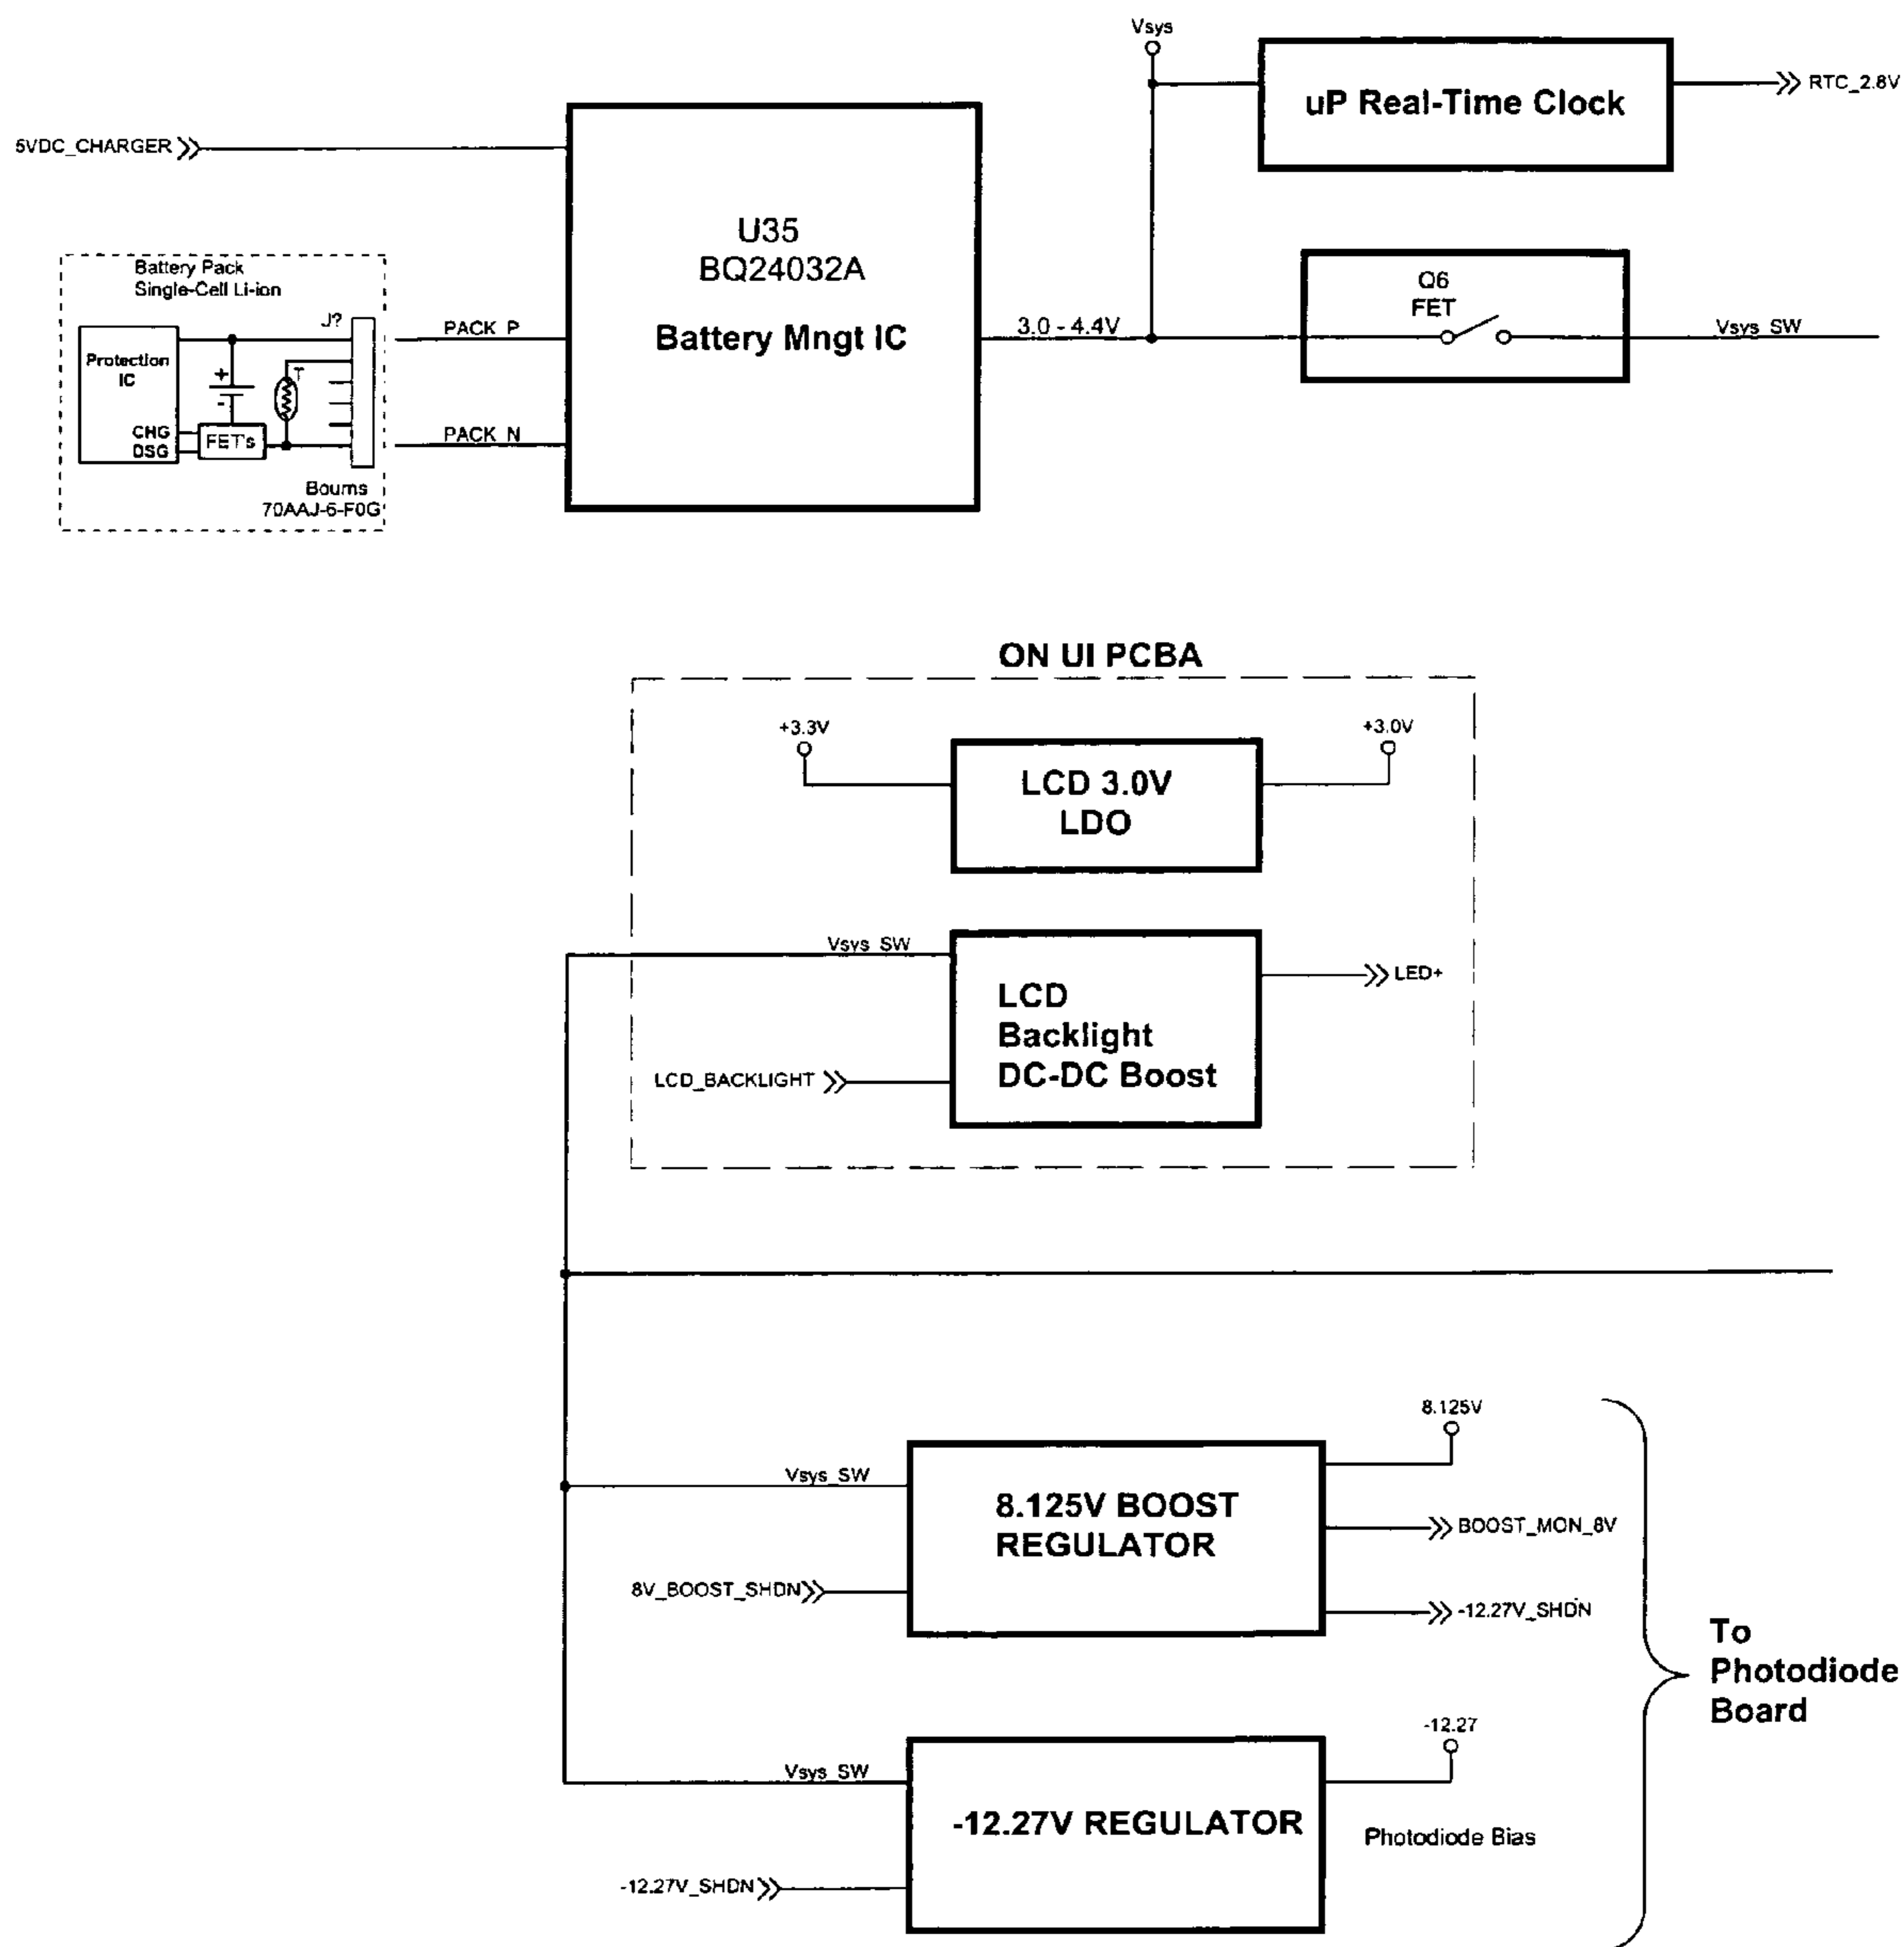 Vsys
uP Real-Time Clock
RTC_2.8V
5VDC_CHARGER
U35
BQ24032A
Battery Mngt IC
Battery Pack
Single-Cell Li-ion
J?
Protection
IC
+
-
T
CHG
DSG
FET's
Bourns
70AAJ-6-F0G
PACK_P
PACK_N
3.0 - 4.4V
Q6
FET
Vsys_SW
ON UI PCBA
+3.3V
LCD 3.0V
LDO
+3.0V
Vsys_SW
LCD
Backlight
DC-DC Boost
LED+
LCD_BACKLIGHT
8.125V
Vsys_SW
8.125V BOOST
REGULATOR
BOOST_MON_8V
8V_BOOST_SHDN
-12.27V_SHDN
To
Photodiode
Board
-12.27
Vsys_SW
-12.27V REGULATOR
Photodiode Bias
-12.27V_SHDN